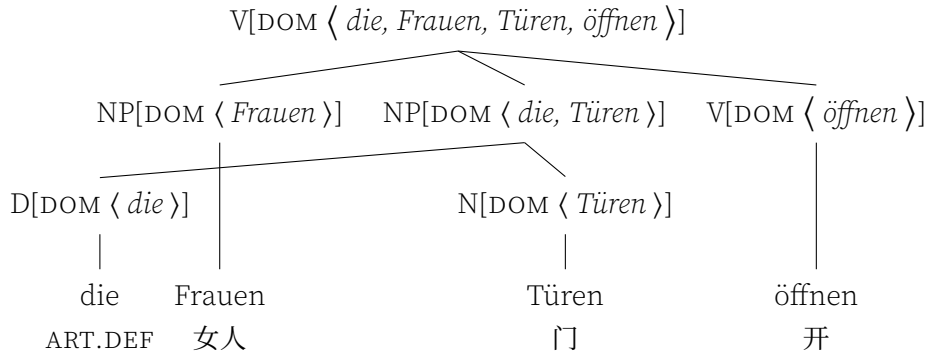 V[DOM ⟨ die, Frauen, Türen, öffnen ⟩]
NP[DOM ⟨ Frauen ⟩] NP[DOM ⟨ die, Türen ⟩] V[DOM ⟨ öffnen ⟩]
D[DOM ⟨ die ⟩] N[DOM ⟨ Türen ⟩]
die Frauen Türen öffnen
ART.DEF 女人 门 开